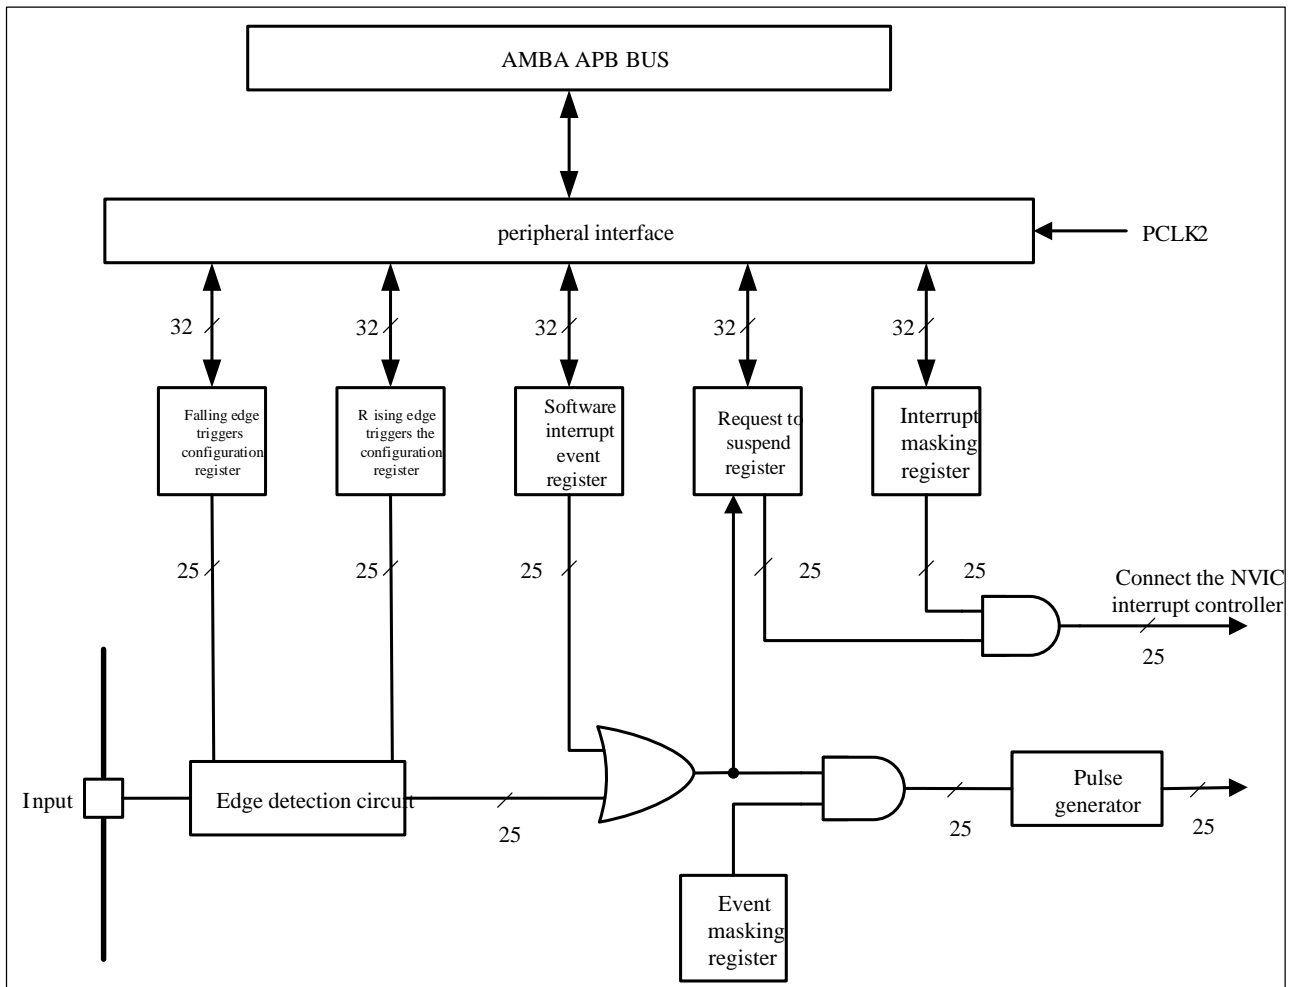 AMBA APB BUS
peripheral interface
PCLK2
32
32
32
32
32
Falling edge
triggers
configuration
register
R ising edge
triggers the
configuration
register
Software
interrupt
event
register
Request to
suspend
register
Interrupt
masking
register
25
25
25
25
25
Connect the NVIC
interrupt controller
25
Input
Edge detection circuit
25
25
Pulse
generator
25
Event
masking
register